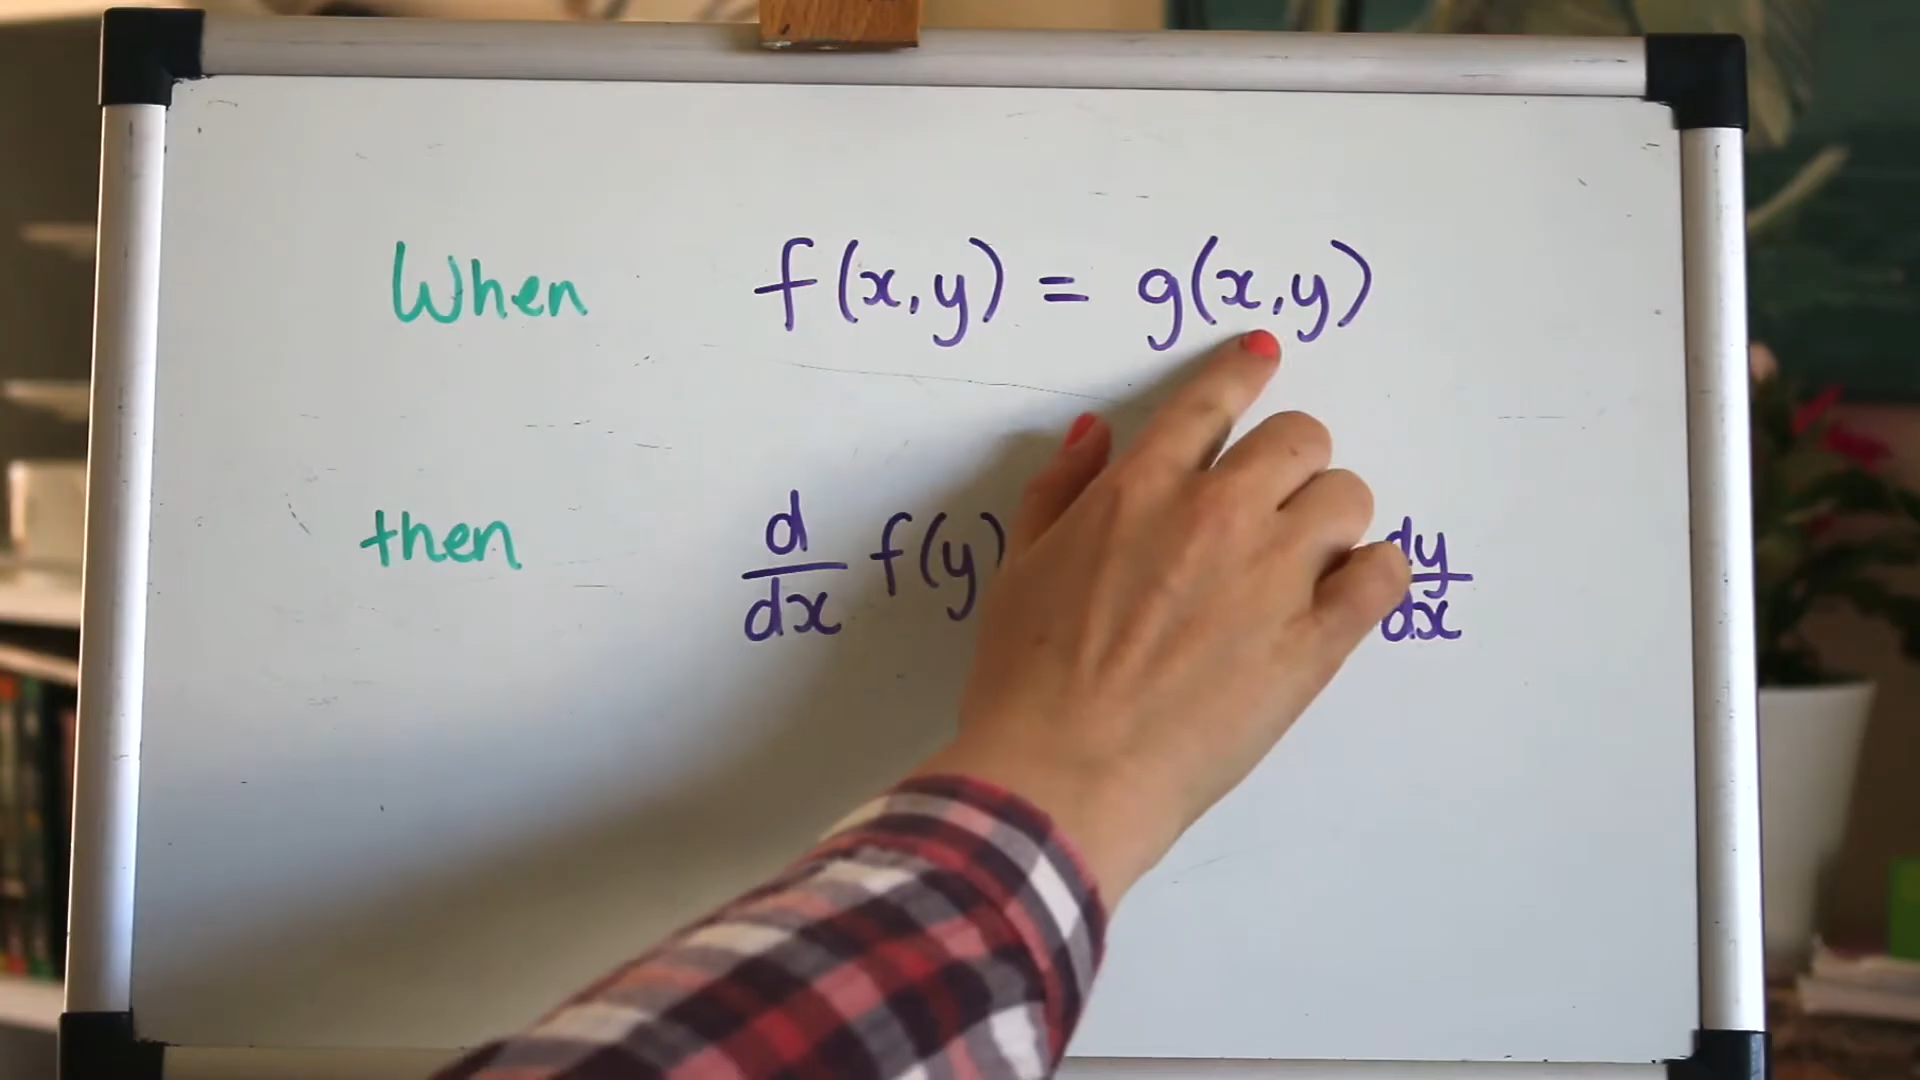 When f(x,y) = g(x,y)
then d/dx f(y) dy/dx